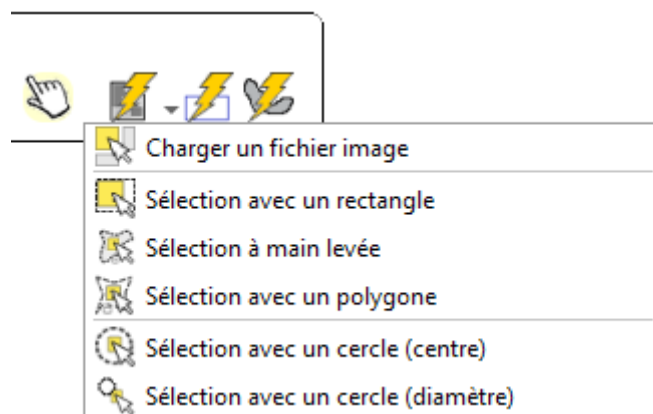 Charger un fichier image
Sélection avec un rectangle
Sélection à main levée
Sélection avec un polygone
Sélection avec un cercle (centre)
Sélection avec un cercle (diamètre)